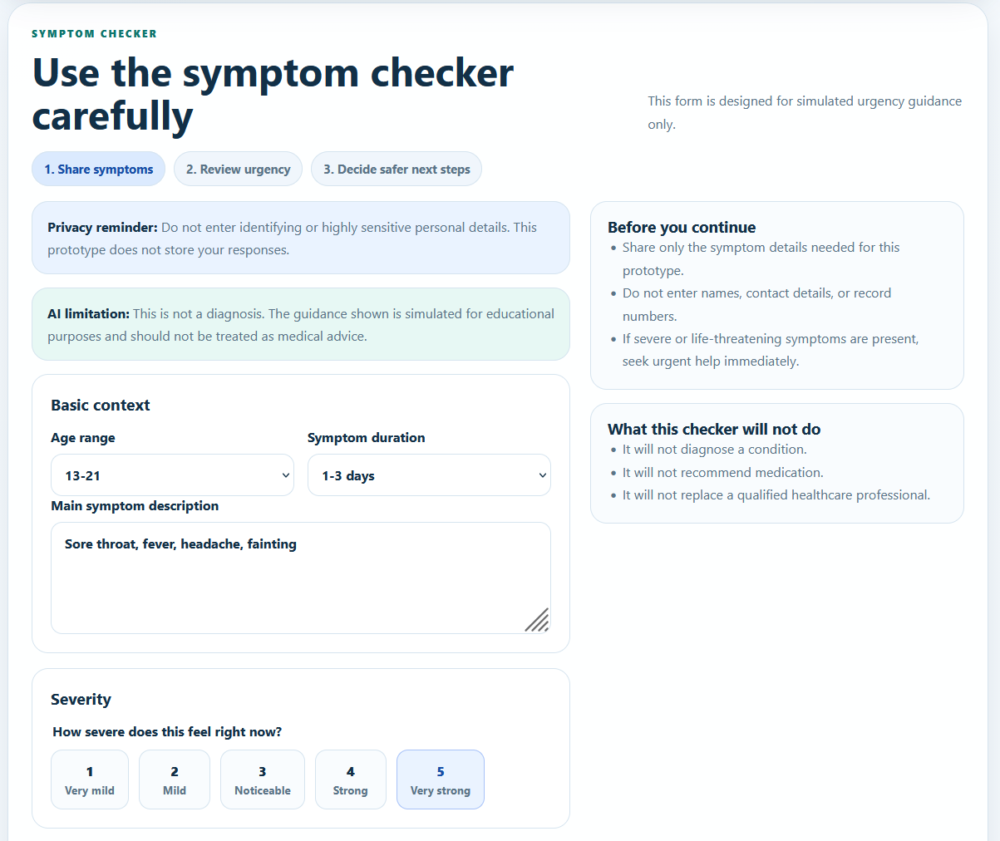 SYMPTOM CHECKER
Use the symptom checker
carefully
This form is designed for simulated urgency guidance
only.
1. Share symptoms
2. Review urgency
3. Decide safer next steps
Privacy reminder: Do not enter identifying or highly sensitive personal details. This
prototype does not store your responses.
AI limitation: This is not a diagnosis. The guidance shown is simulated for educational
purposes and should not be treated as medical advice.
Basic context
Age range
Symptom duration
13-21
1-3 days
Main symptom description
Sore throat, fever, headache, fainting
Severity
How severe does this feel right now?
1
Very mild
2
Mild
3
Noticeable
4
Strong
5
Very strong
Before you continue
• Share only the symptom details needed for this
prototype.
• Do not enter names, contact details, or record
numbers.
• If severe or life-threatening symptoms are present,
seek urgent help immediately.
What this checker will not do
• It will not diagnose a condition.
• It will not recommend medication.
• It will not replace a qualified healthcare professional.